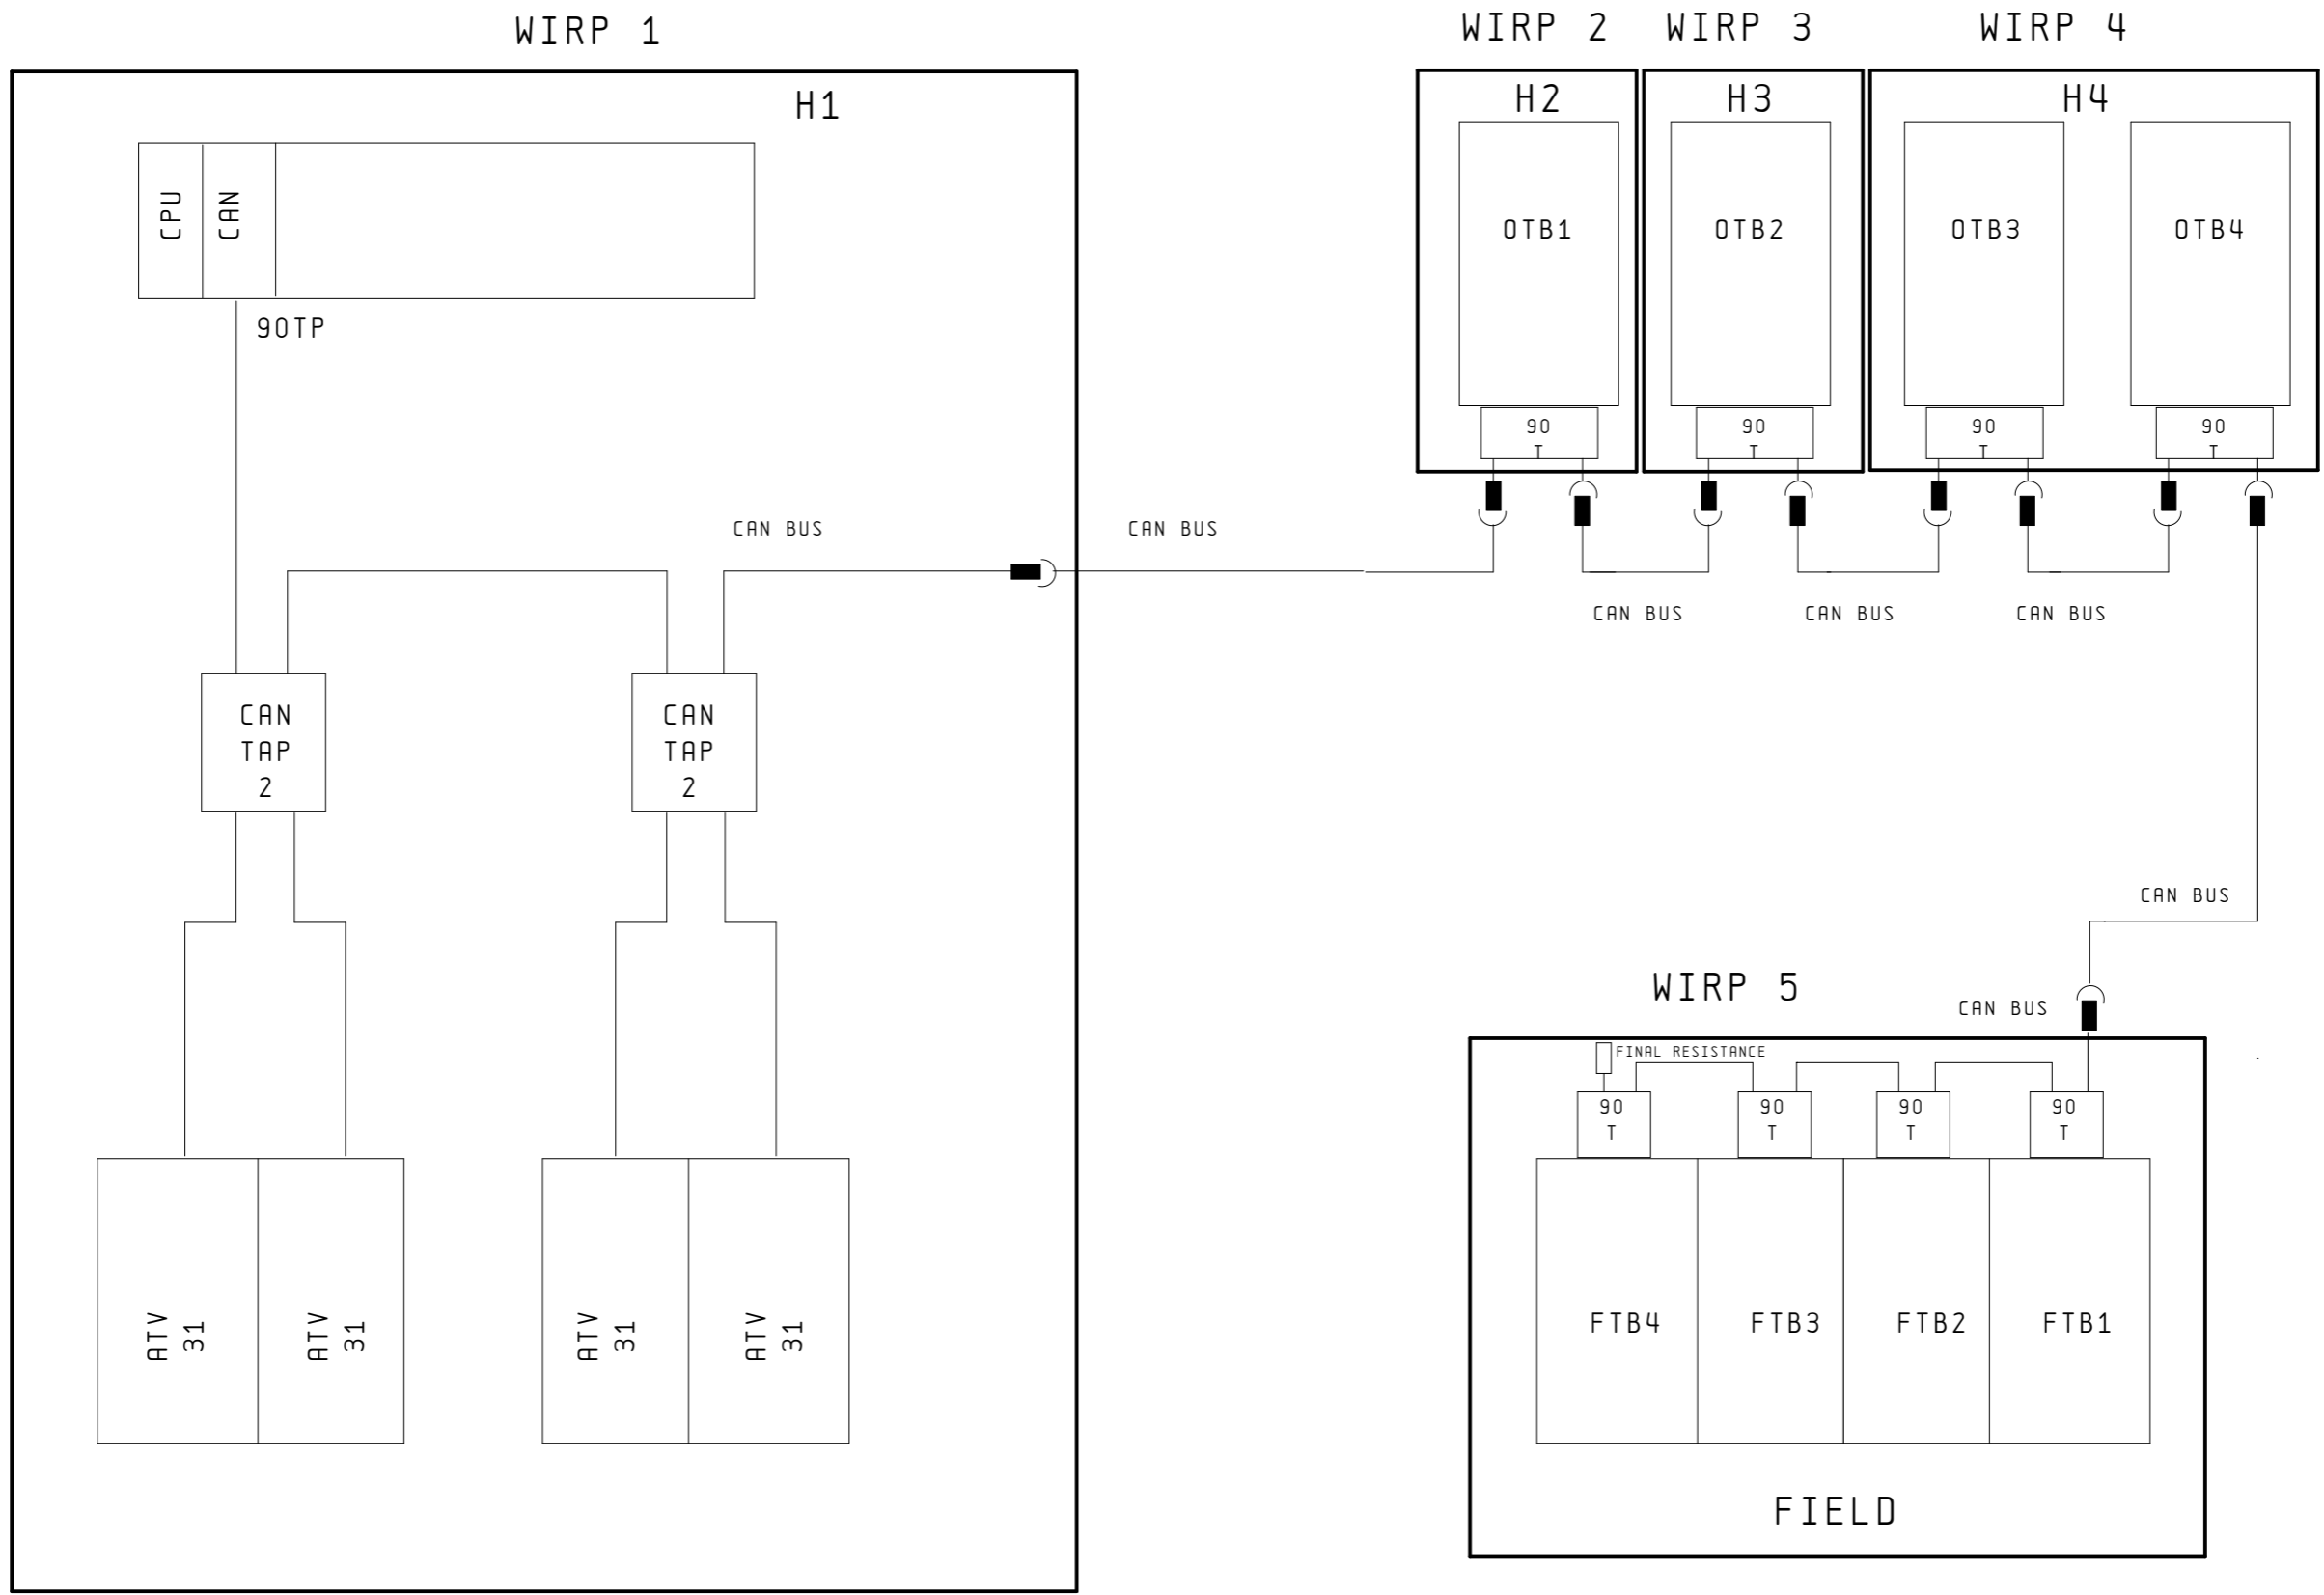 WIRP 1
WIRP 2
WIRP 3
WIRP 4
H1
H2
H3
H4
CPU
CAN
90TP
OTB1
OTB2
OTB3
OTB4
90
T
90
T
90
T
90
T
CAN BUS
CAN BUS
CAN BUS
CAN BUS
CAN BUS
CAN
TAP
2
CAN
TAP
2
CAN BUS
WIRP 5
CAN BUS
FINAL RESISTANCE
90
T
90
T
90
T
90
T
ATV
31
ATV
31
ATV
31
ATV
31
FTB4
FTB3
FTB2
FTB1
FIELD